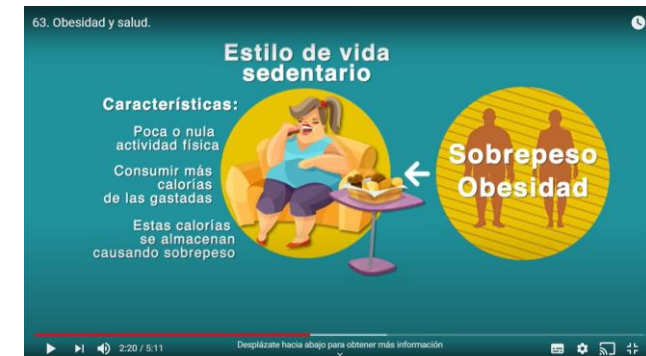 63. Obesidad y salud.
Estilo de vida
sedentario
Características:
Poca o nula
actividad física
Consumir más
calorías
de las gastadas
Estas calorías
se almacenan
causando sobrepeso
Sobrepeso
Obesidad
2:20 / 5:11
Desplázate hacia abajo para obtener más información